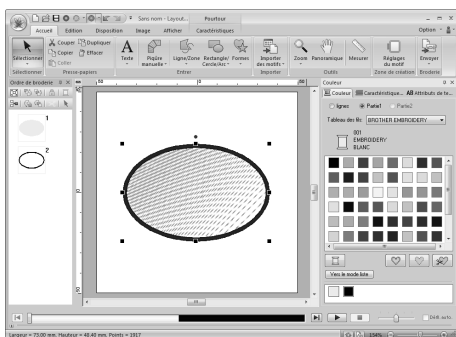 Sans nom - Layout... Pourtour
Accueil Edition Disposition Image Afficher Caractéristiques Option
Sélectionner
Couper
Copier
Coller
Dupliquer
Effacer
Texte
Piqûre manuelle
Ligne/Zone
Rectangle/ Cercle/Arc
Formes
Importer des motifs
Zoom
Panoramique
Mesurer
Réglages du motif
Envoyer
Sélectionner Presse-papiers Entrer Importer Outils Zone de création Broderie
Ordre de broderie
1
2
Couleur
Couleur Caractéristique... AB Attributs de te...
lignes Partie1 Partie2
Tableau des fils: BROTHER EMBROIDERY
001
EMBROIDERY
BLANC
Vers le mode liste
Largeur = 73.00 mm, Hauteur = 48.40 mm, Points = 1917
154%